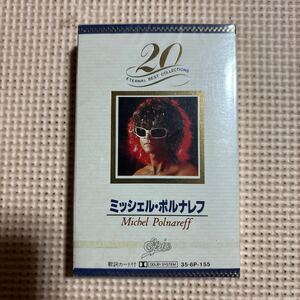 20
ETERNAL BEST COLLECTIONS
ミッシェル・ポルナレフ
Michel Polnareff
Epic
歌詞カード付 DOLBY SYSTEM 35・6P-155